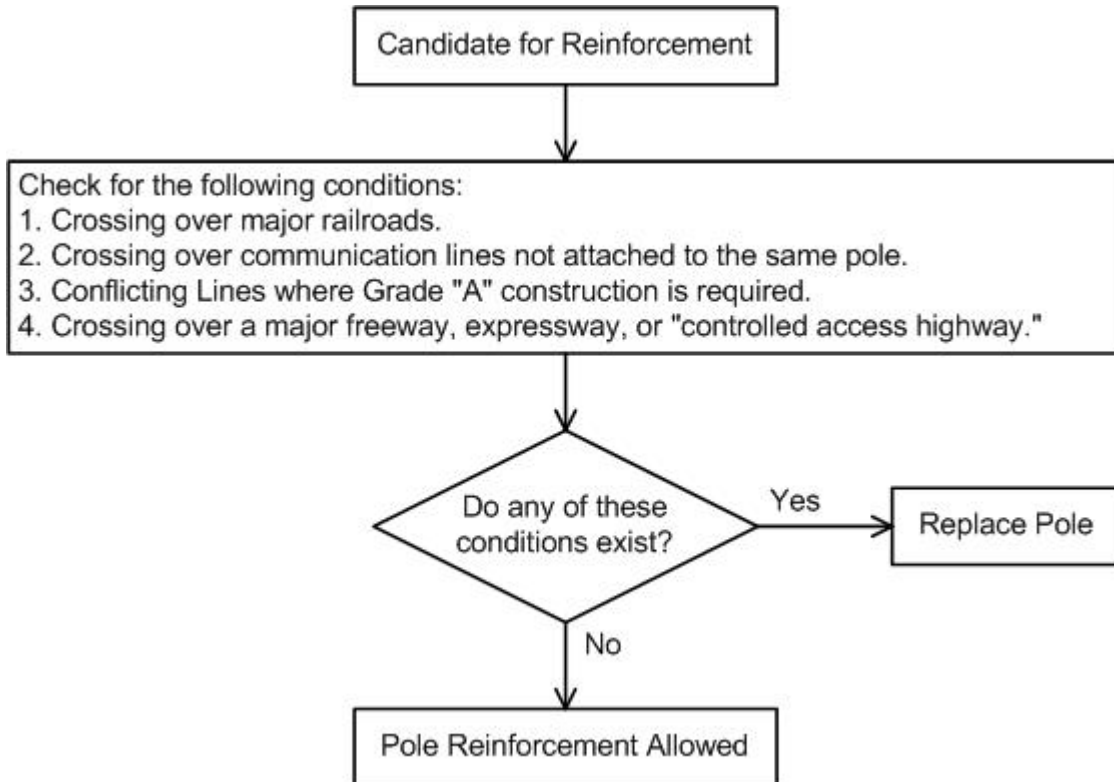 Candidate for Reinforcement
Check for the following conditions:
1. Crossing over major railroads.
2. Crossing over communication lines not attached to the same pole.
3. Conflicting Lines where Grade "A" construction is required.
4. Crossing over a major freeway, expressway, or "controlled access highway."
Do any of these
conditions exist?
Yes
Replace Pole
No
Pole Reinforcement Allowed